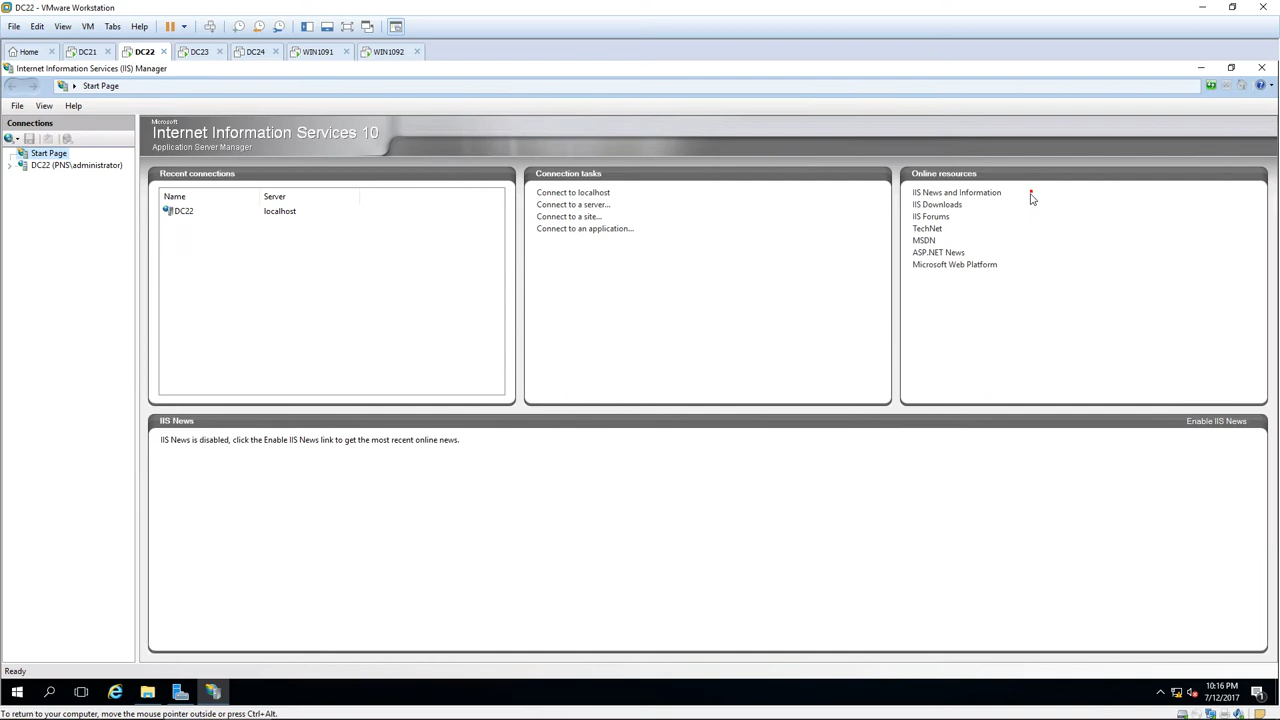 DC22 - VMware Workstation
File Edit View VM Tabs Help
Home DC21 DC22 DC23 DC24 WIN1091 WIN1092
Internet Information Services (IIS) Manager
Start Page
File View Help
Connections
Start Page
DC22 (PNS\administrator)
Microsoft
Internet Information Services 10
Application Server Manager
Recent connections
Name Server
DC22 localhost
Connection tasks
Connect to localhost
Connect to a server...
Connect to a site...
Connect to an application...
Online resources
IIS News and Information
IIS Downloads
IIS Forums
TechNet
MSDN
ASP.NET News
Microsoft Web Platform
IIS News Enable IIS News
IIS News is disabled, click the Enable IIS News link to get the most recent online news.
Ready
10:16 PM
7/12/2017
To return to your computer, move the mouse pointer outside or press Ctrl+Alt.